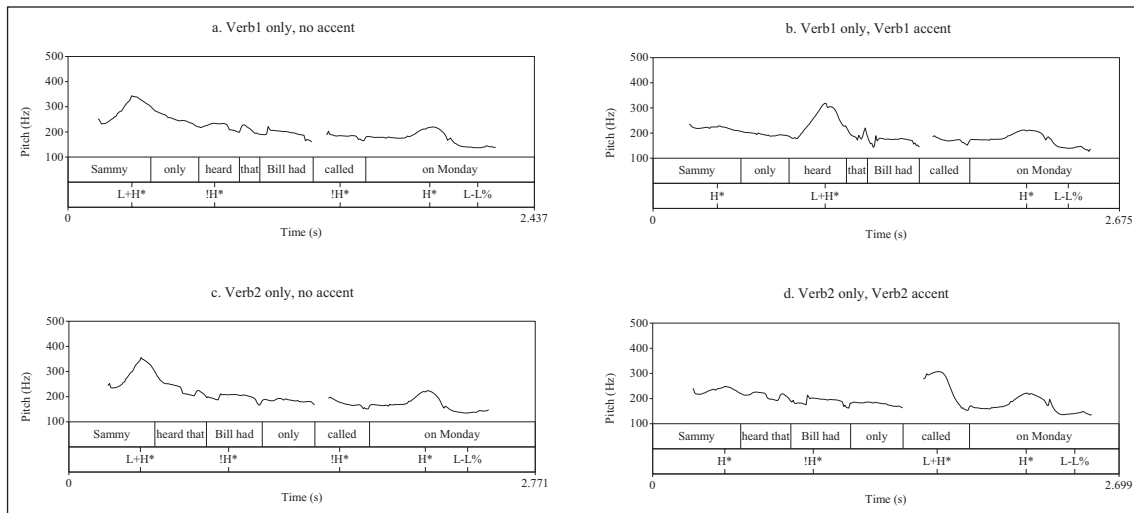 a. Verb1 only, no accent
500
400
300
200
100
Pitch (Hz)
Sammy only heard that Bill had called on Monday
L+H* !H* !H* H* L-L%
0 2.437
Time (s)
b. Verb1 only, Verb1 accent
500
400
300
200
100
Pitch (Hz)
Sammy only heard that Bill had called on Monday
H* L+H* H* L-L%
0 2.675
Time (s)
c. Verb2 only, no accent
500
400
300
200
100
Pitch (Hz)
Sammy heard that Bill had only called on Monday
L+H* !H* !H* H* L-L%
0 2.771
Time (s)
d. Verb2 only, Verb2 accent
500
400
300
200
100
Pitch (Hz)
Sammy heard that Bill had only called on Monday
H* !H* L+H* H* L-L%
0 2.699
Time (s)